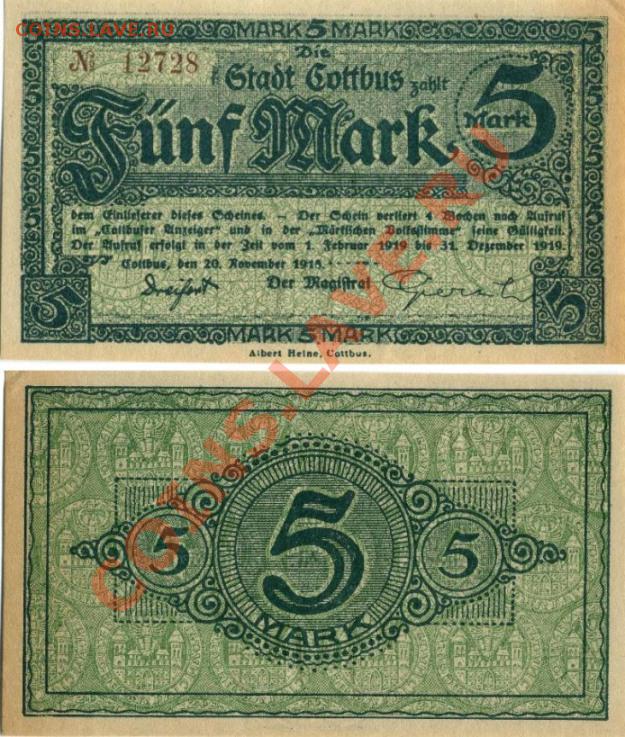 COINS.LAVE.RU
MARK 5 MARK
№ 12728
Die
Stadt Cottbus zahlt
Fünf Mark.
5
Mark
dem Einlieferer dieses Scheines. – Der Schein verliert 4 Wochen nach Aufruf
im „Cottbuser Anzeiger“ und in der „Märkischen Volksstimme“ seine Gültigkeit.
Der Aufruf erfolgt in der Zeit vom 1. Februar 1919 bis 31. Dezember 1919.
Cottbus, den 20. November 1918.
Der Magistrat
5 5
MARK 5 MARK
Albert Heine, Cottbus.
5 5 5
MARK
COINS.LAVE.RU